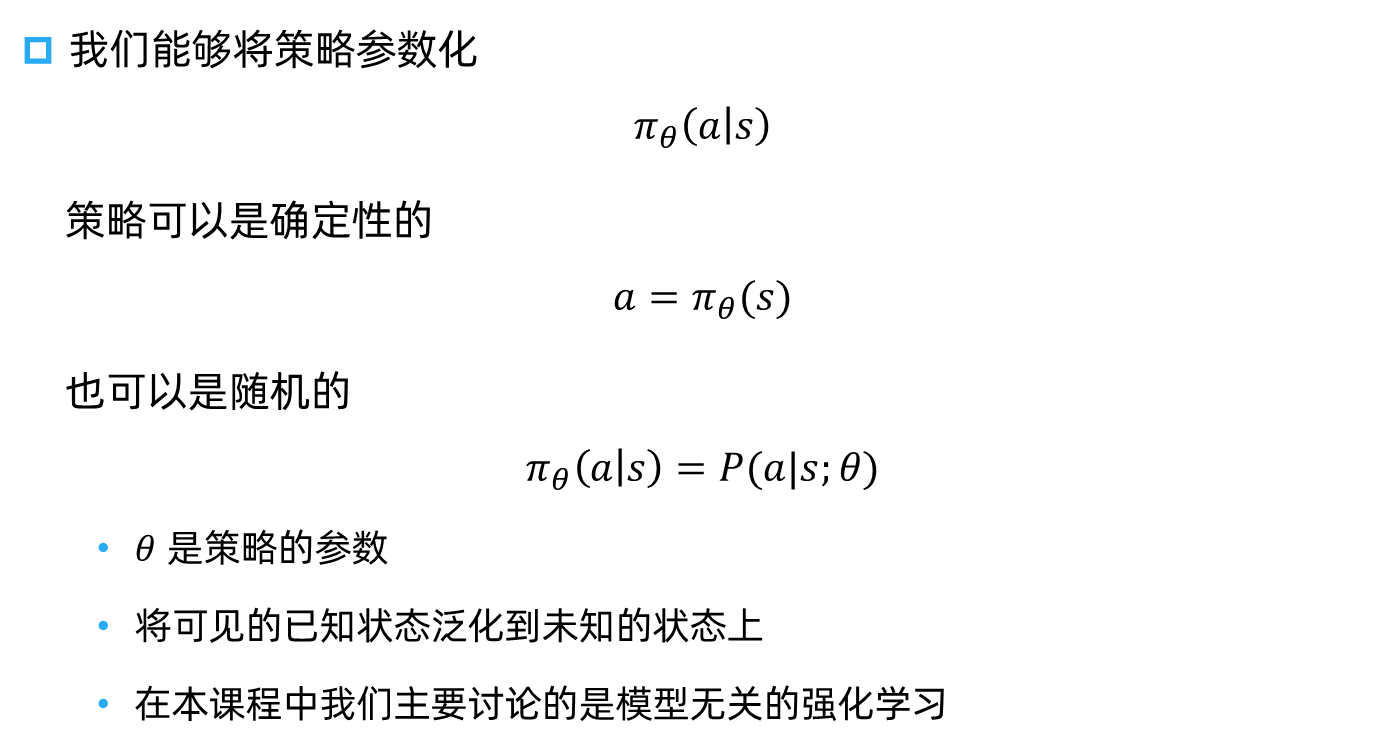 我们能够将策略参数化
π_θ(a|s)
策略可以是确定性的
a = π_θ(s)
也可以是随机的
π_θ(a|s) = P(a|s; θ)
• θ 是策略的参数
• 将可见的已知状态泛化到未知的状态上
• 在本课程中我们主要讨论的是模型无关的强化学习